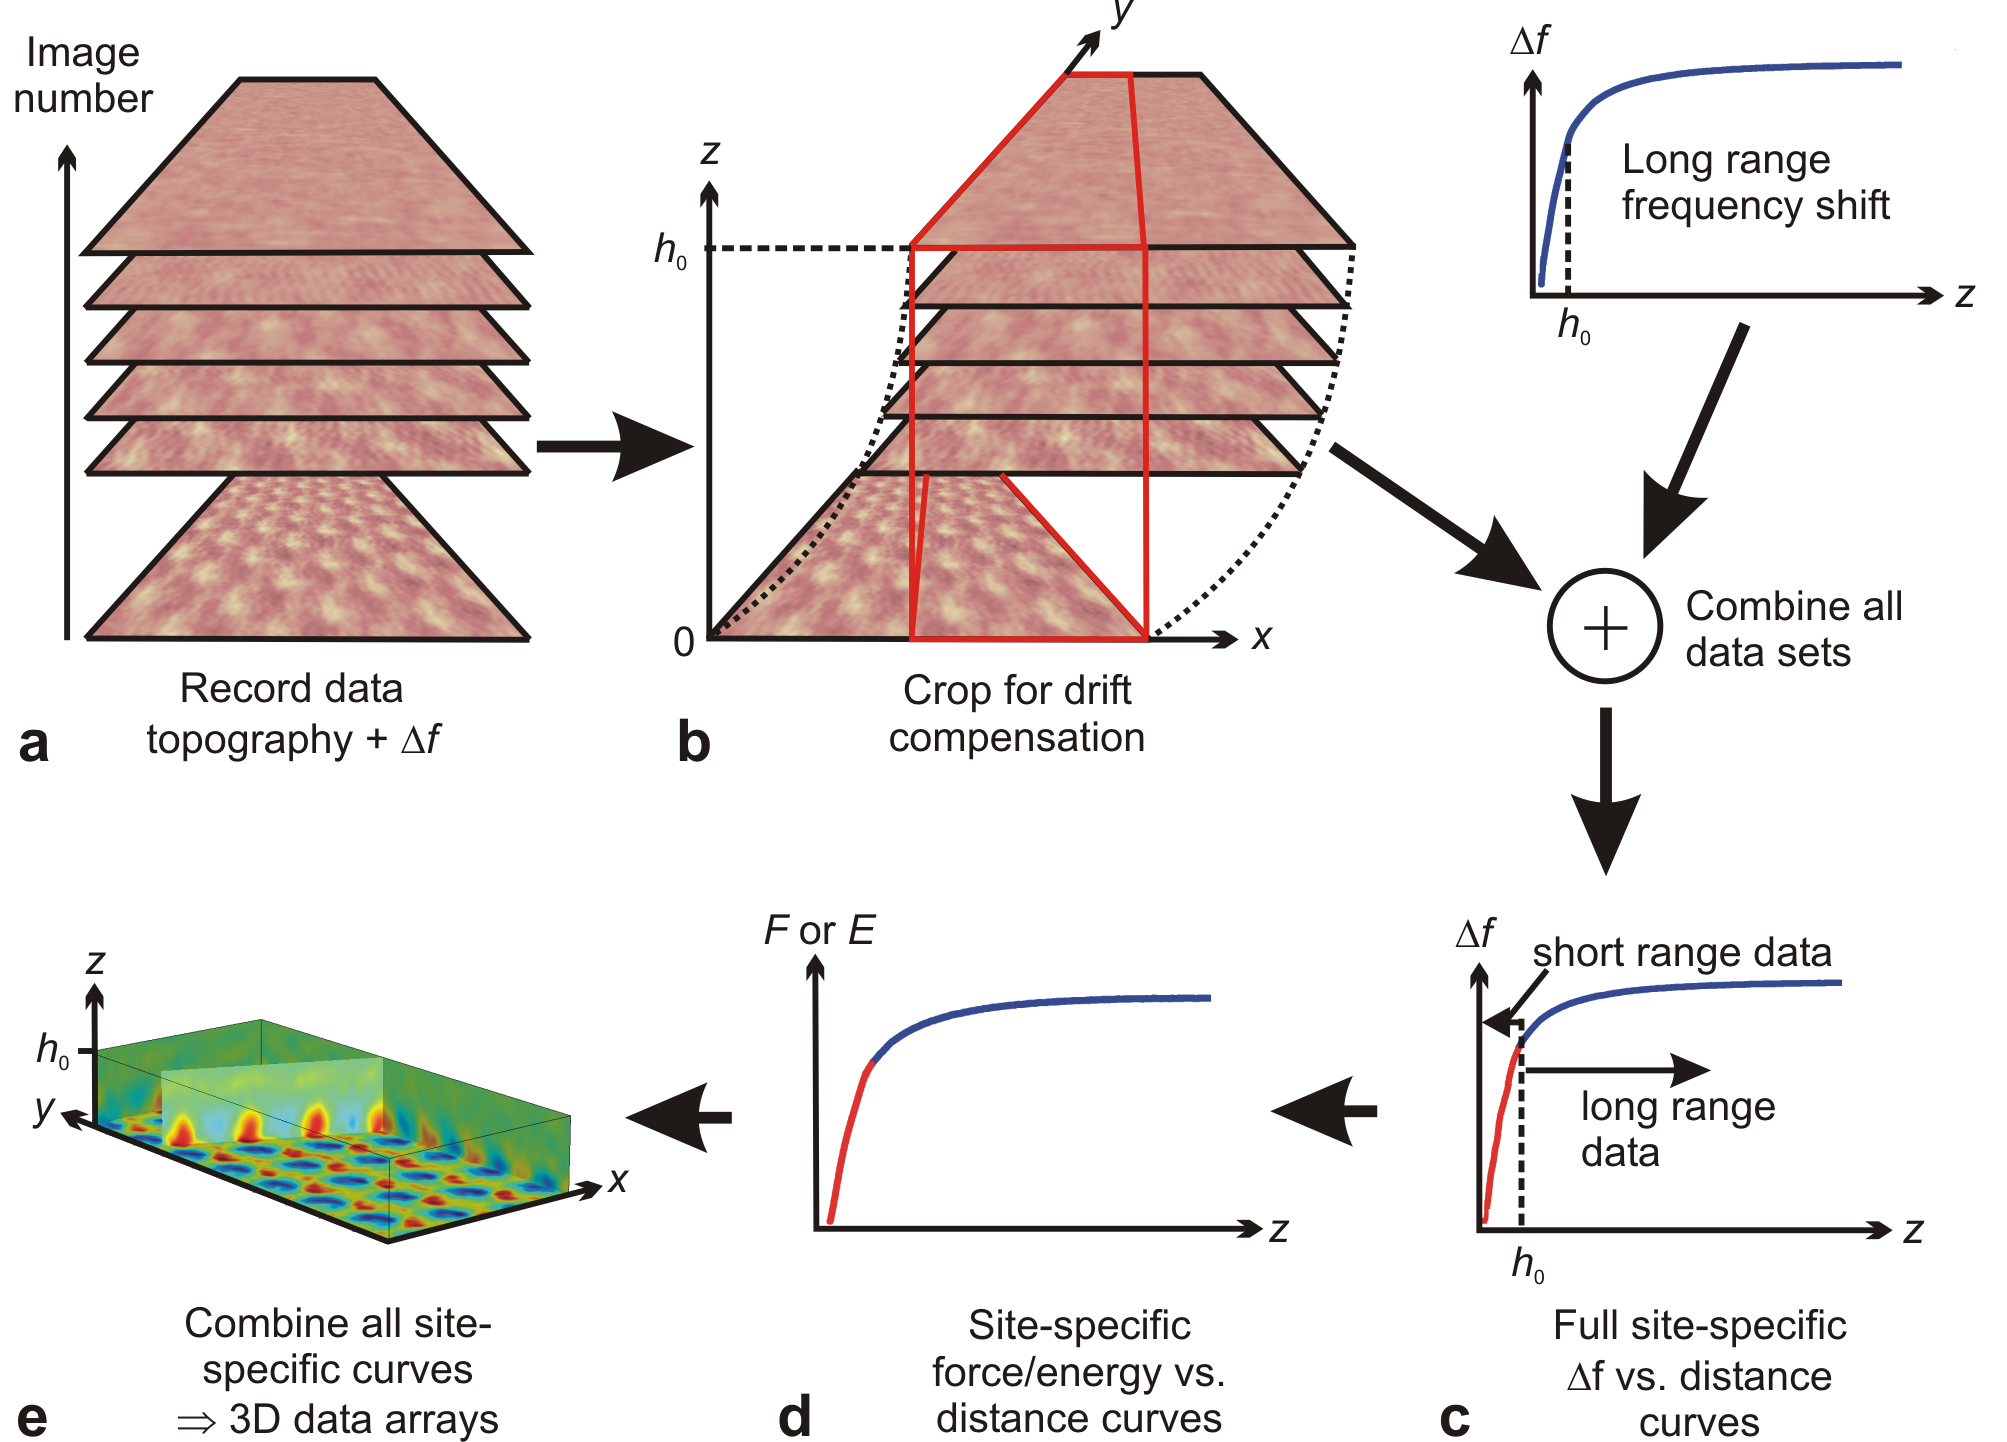 Image
number
Record data
topography + Δf
a
y
z
h0
0
x
Crop for drift
compensation
b
Δf
Long range
frequency shift
z
h0
+
Combine all
data sets
Δf
short range data
long range
data
z
h0
Full site-specific
Δf vs. distance
curves
c
F or E
z
Site-specific
force/energy vs.
distance curves
d
z
h0
y
x
Combine all site-
specific curves
⇒ 3D data arrays
e